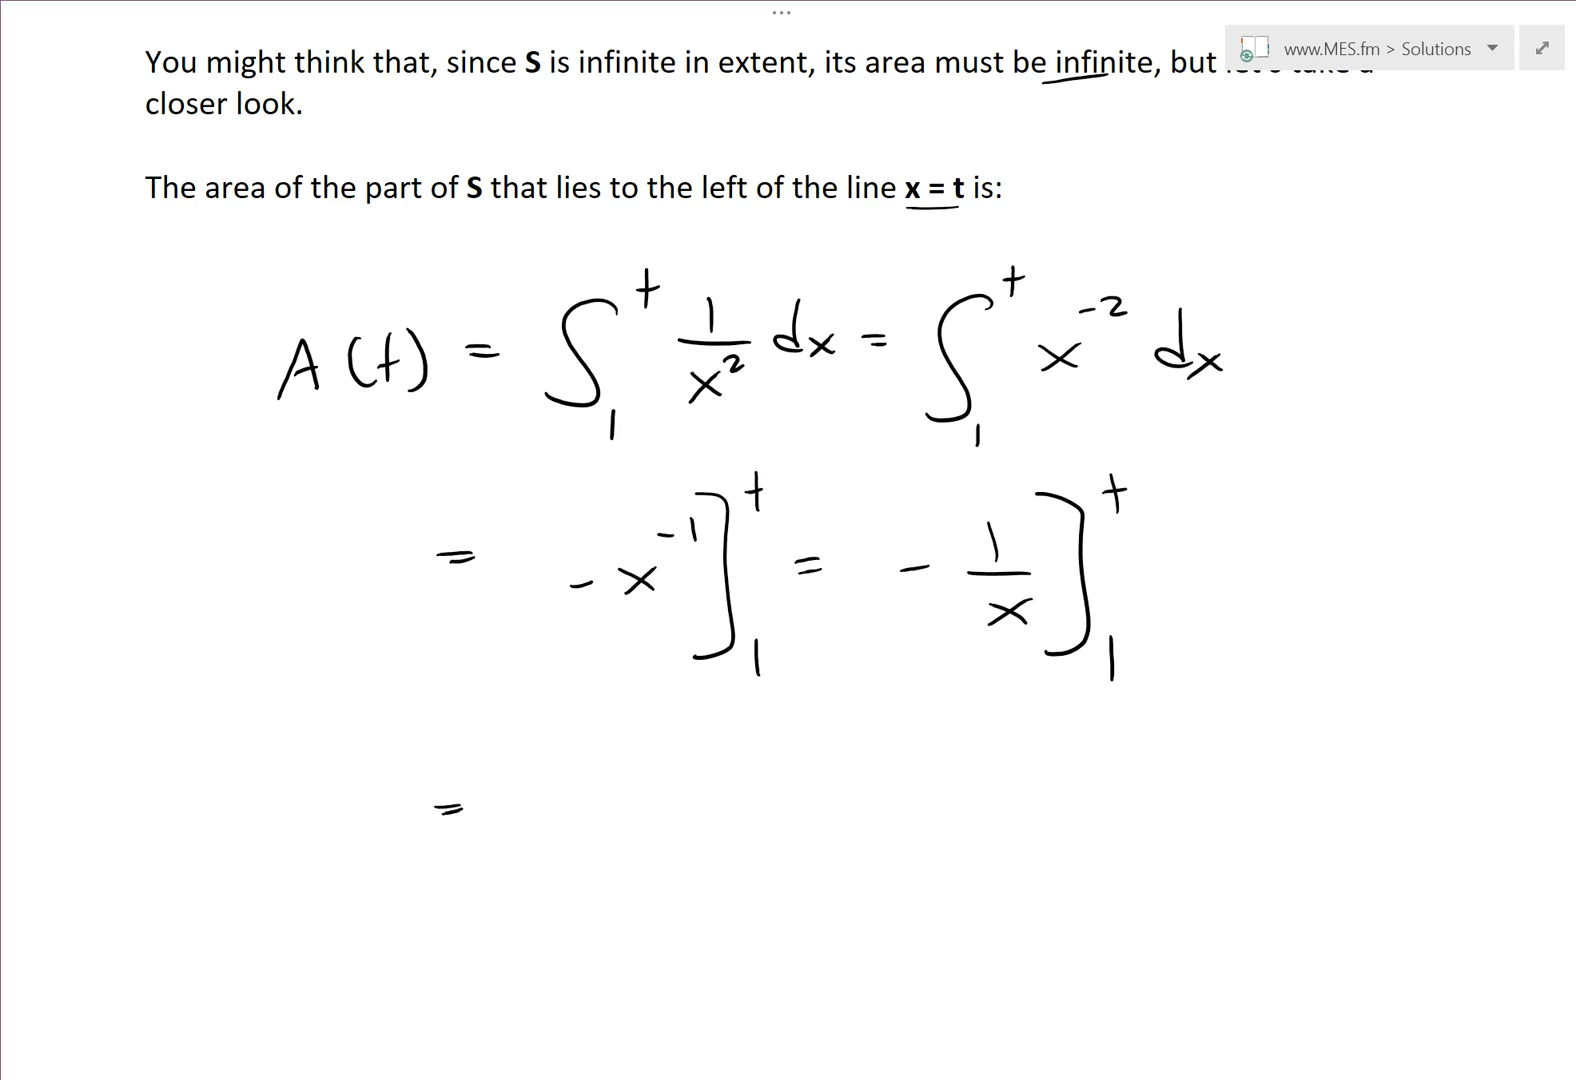 You might think that, since S is infinite in extent, its area must be infinite, but
www.MES.fm > Solutions
closer look.
The area of the part of S that lies to the left of the line x = t is:
A(t) = ∫₁ᵗ 1/x² dx = ∫₁ᵗ x⁻² dx
= -x⁻¹]₁ᵗ = - 1/x]₁ᵗ
=